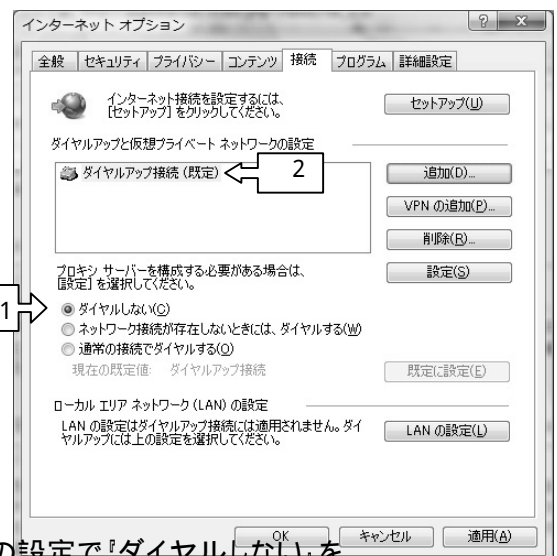 インターネット オプション
全般 セキュリティ プライバシー コンテンツ 接続 プログラム 詳細設定
インターネット接続を設定するには、
[セットアップ] をクリックしてください。
セットアップ(U)
ダイヤルアップと仮想プライベート ネットワークの設定
ダイヤルアップ接続 (既定)
2
追加(D)...
VPN の追加(P)...
削除(R)...
プロキシ サーバーを構成する必要がある場合は、
[設定] を選択してください。
設定(S)
1
ダイヤルしない(C)
ネットワーク接続が存在しないときには、ダイヤルする(W)
通常の接続でダイヤルする(O)
現在の既定値: ダイヤルアップ接続
既定に設定(E)
ローカル エリア ネットワーク (LAN) の設定
LAN の設定はダイヤルアップ接続には適用されません。ダイ
ヤルアップには上の設定を選択してください。
LAN の設定(L)
OK キャンセル 適用(A)
の設定で『ダイヤルしない』を